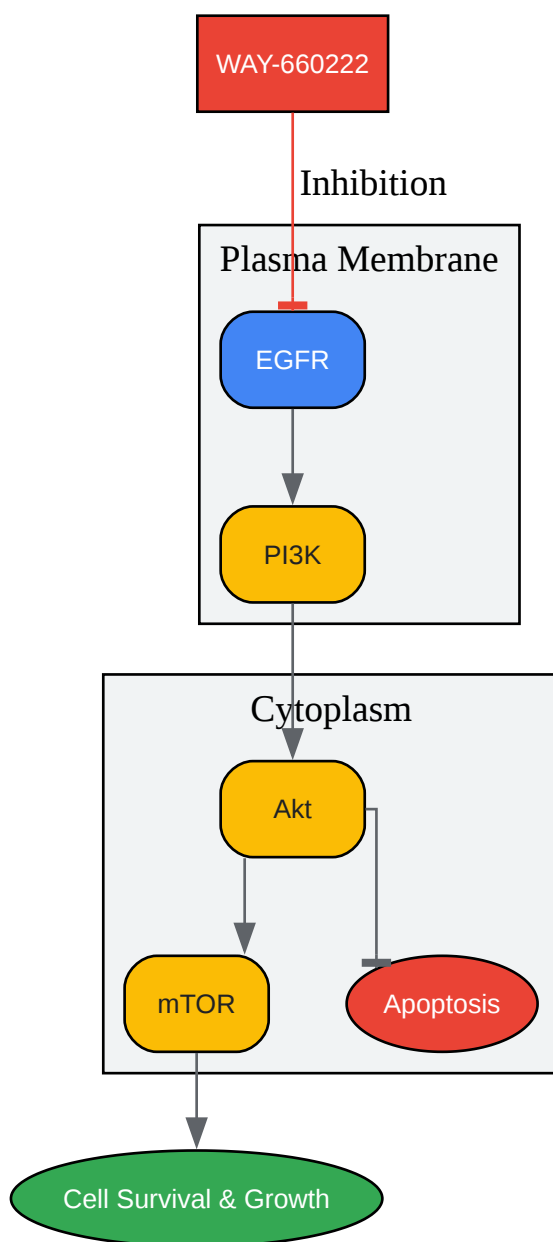 WAY-660222
Inhibition
Plasma Membrane
EGFR
PI3K
Cytoplasm
Akt
mTOR
Apoptosis
Cell Survival & Growth